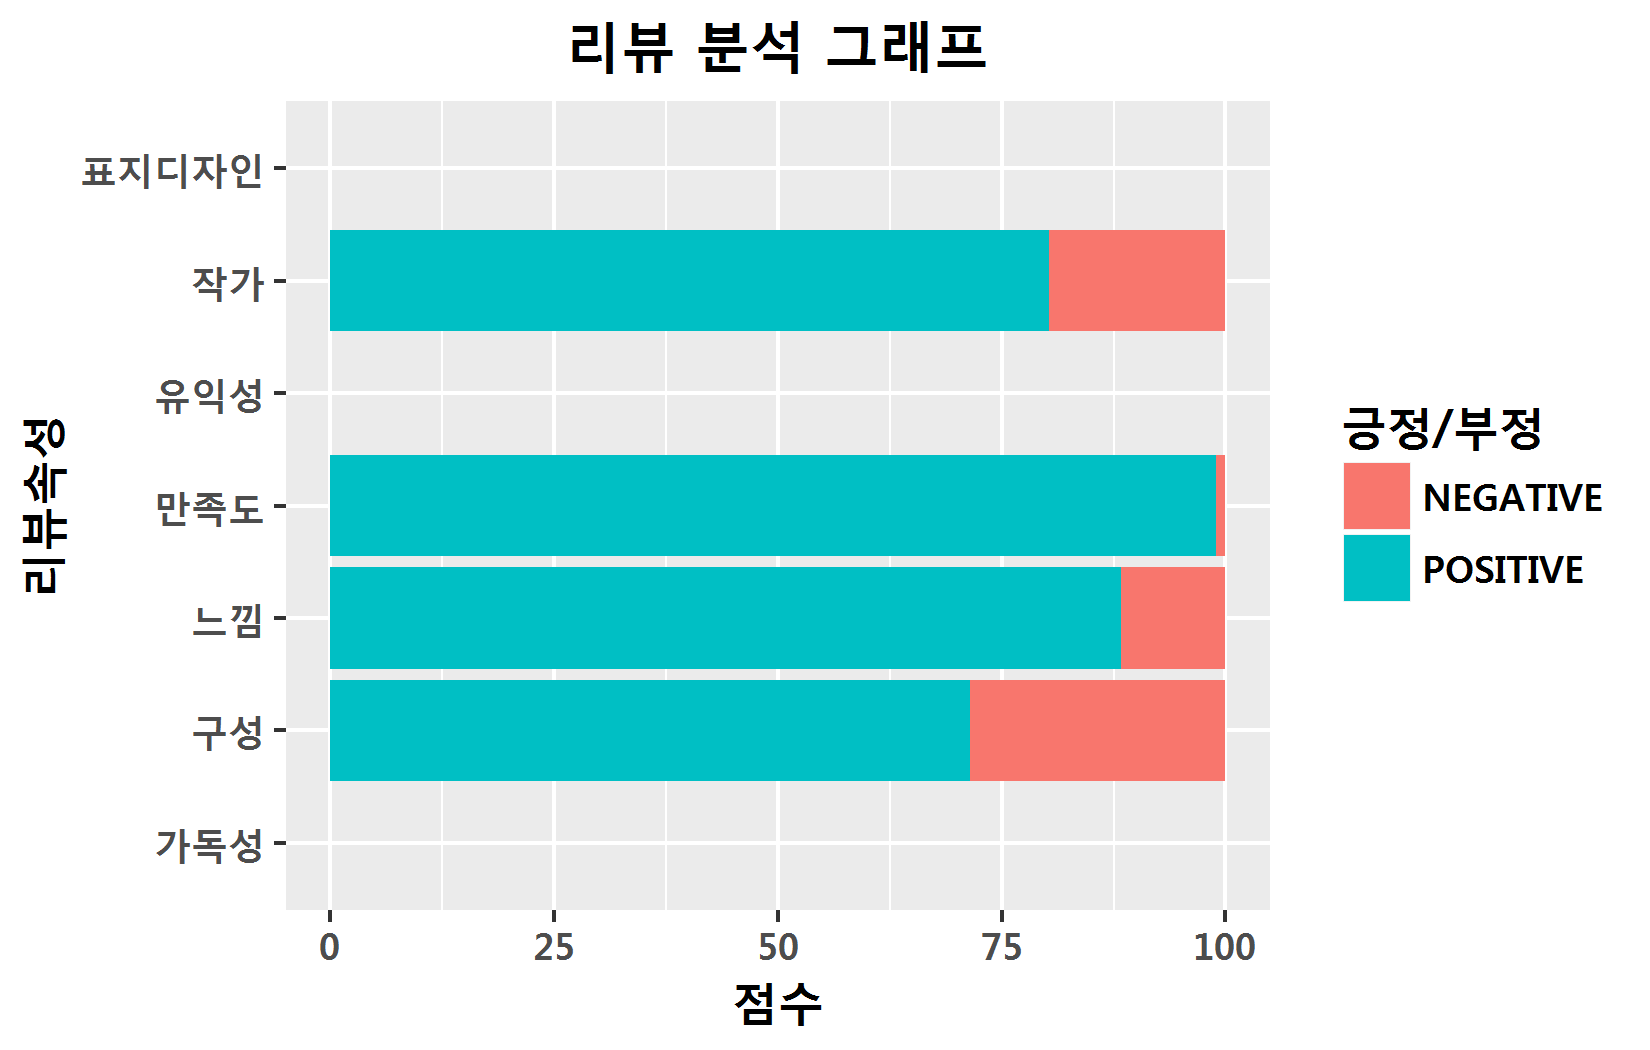 리뷰 분석 그래프
리뷰속성
표지디자인
작가
유익성
만족도
느낌
구성
가독성
0 25 50 75 100
점수
긍정/부정
NEGATIVE
POSITIVE